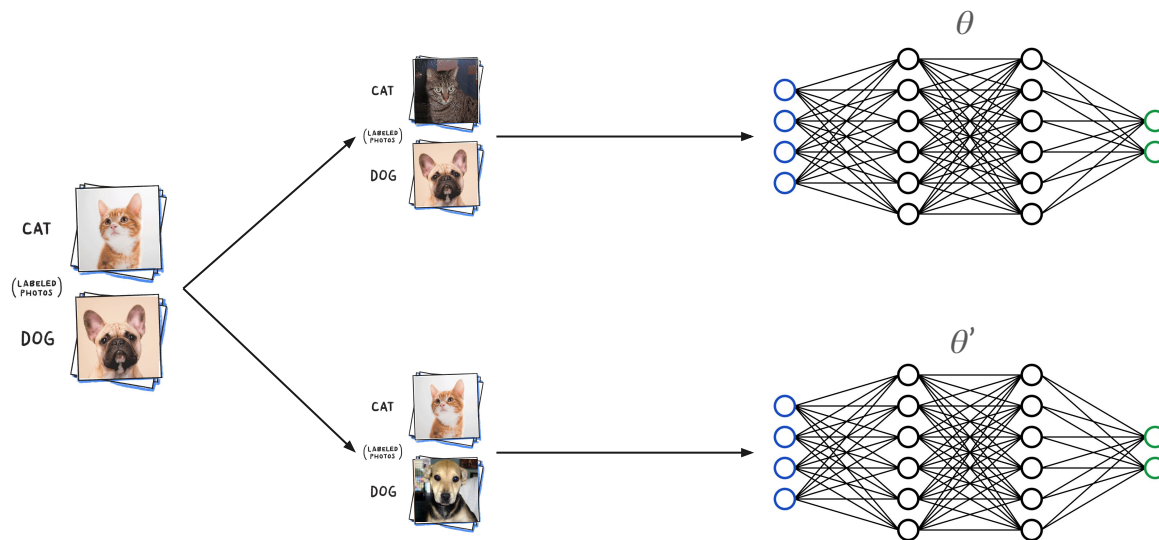 CAT
(LABELED
PHOTOS)
DOG
CAT
(LABELED
PHOTOS)
DOG
θ
CAT
(LABELED
PHOTOS)
DOG
θ’